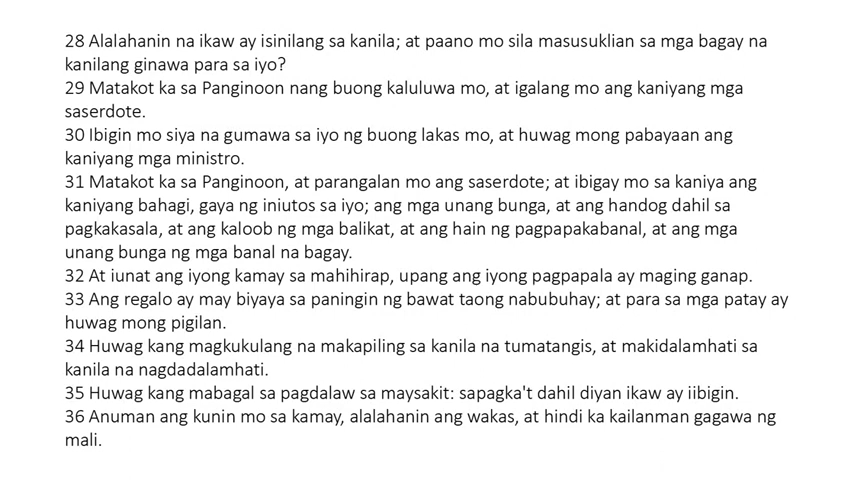 28 Alalahanin na ikaw ay isinilang sa kanila; at paano mo sila masusuklian sa mga bagay na
kanilang ginawa para sa iyo?
29 Matakot ka sa Panginoon nang buong kaluluwa mo, at igalang mo ang kaniyang mga
saserdote.
30 Ibigin mo siya na gumawa sa iyo ng buong lakas mo, at huwag mong pabayaan ang
kaniyang mga ministro.
31 Matakot ka sa Panginoon, at parangalan mo ang saserdote; at ibigay mo sa kaniya ang
kaniyang bahagi, gaya ng iniutos sa iyo; ang mga unang bunga, at ang handog dahil sa
pagkakasala, at ang kaloob ng mga balikat, at ang hain ng pagpapakabanal, at ang mga
unang bunga ng mga banal na bagay.
32 At iunat ang iyong kamay sa mahihirap, upang ang iyong pagpapala ay maging ganap.
33 Ang regalo ay may biyaya sa paningin ng bawat taong nabubuhay; at para sa mga patay ay
huwag mong pigilan.
34 Huwag kang magkukulang na makapiling sa kanila na tumatangis, at makidalamhati sa
kanila na nagdadalamhati.
35 Huwag kang mabagal sa pagdalaw sa maysakit: sapagka't dahil diyan ikaw ay iibigin.
36 Anuman ang kunin mo sa kamay, alalahanin ang wakas, at hindi ka kailanman gagawa ng
mali.